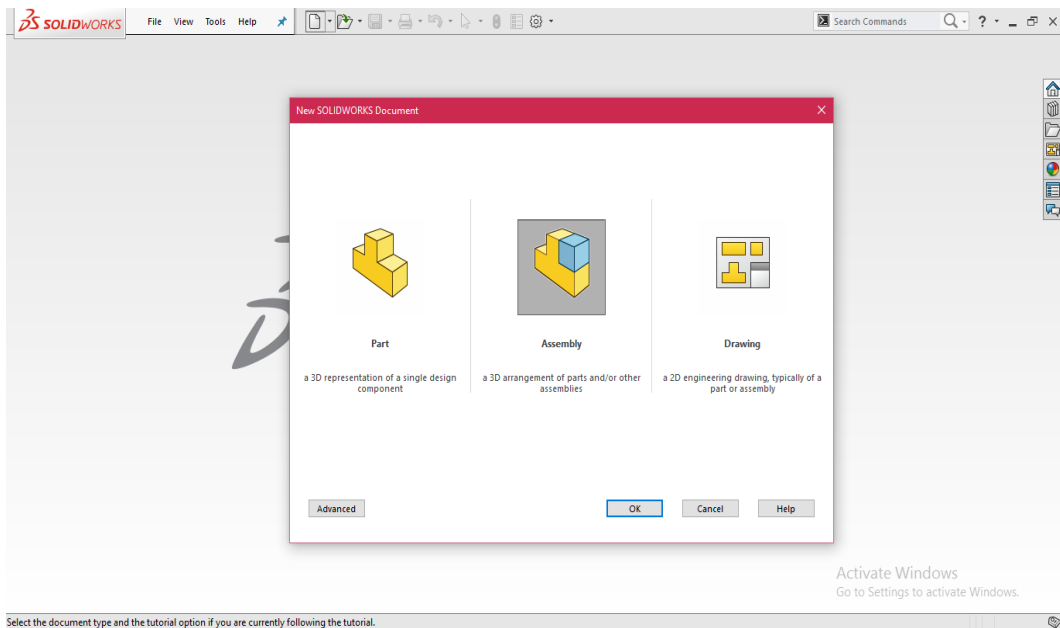 SOLIDWORKS File View Tools Help Search Commands
New SOLIDWORKS Document
Part
a 3D representation of a single design
component
Assembly
a 3D arrangement of parts and/or other
assemblies
Drawing
a 2D engineering drawing, typically of a
part or assembly
Advanced OK Cancel Help
Activate Windows
Go to Settings to activate Windows.
Select the document type and the tutorial option if you are currently following the tutorial.